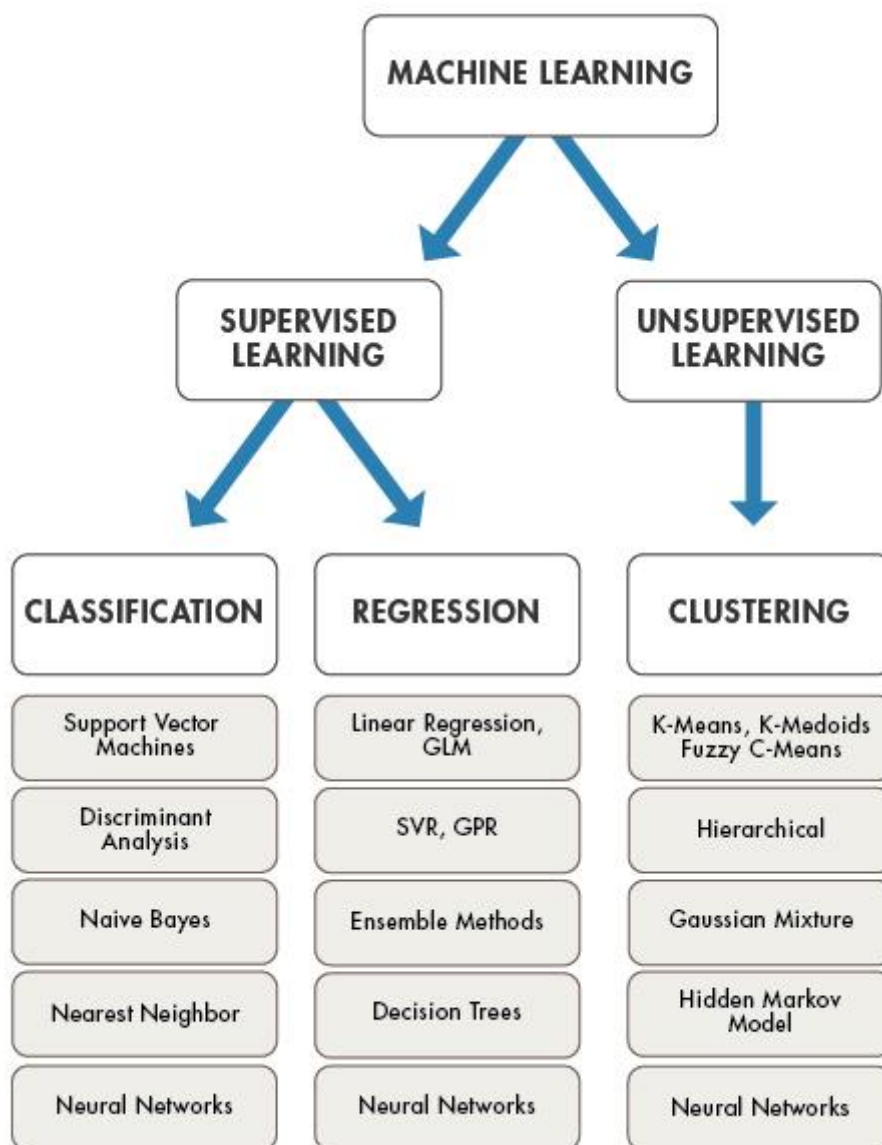 MACHINE LEARNING
SUPERVISED
LEARNING
UNSUPERVISED
LEARNING
CLASSIFICATION
Support Vector
Machines
Discriminant
Analysis
Naive Bayes
Nearest Neighbor
Neural Networks
REGRESSION
Linear Regression,
GLM
SVR, GPR
Ensemble Methods
Decision Trees
Neural Networks
CLUSTERING
K-Means, K-Medoids
Fuzzy C-Means
Hierarchical
Gaussian Mixture
Hidden Markov
Model
Neural Networks